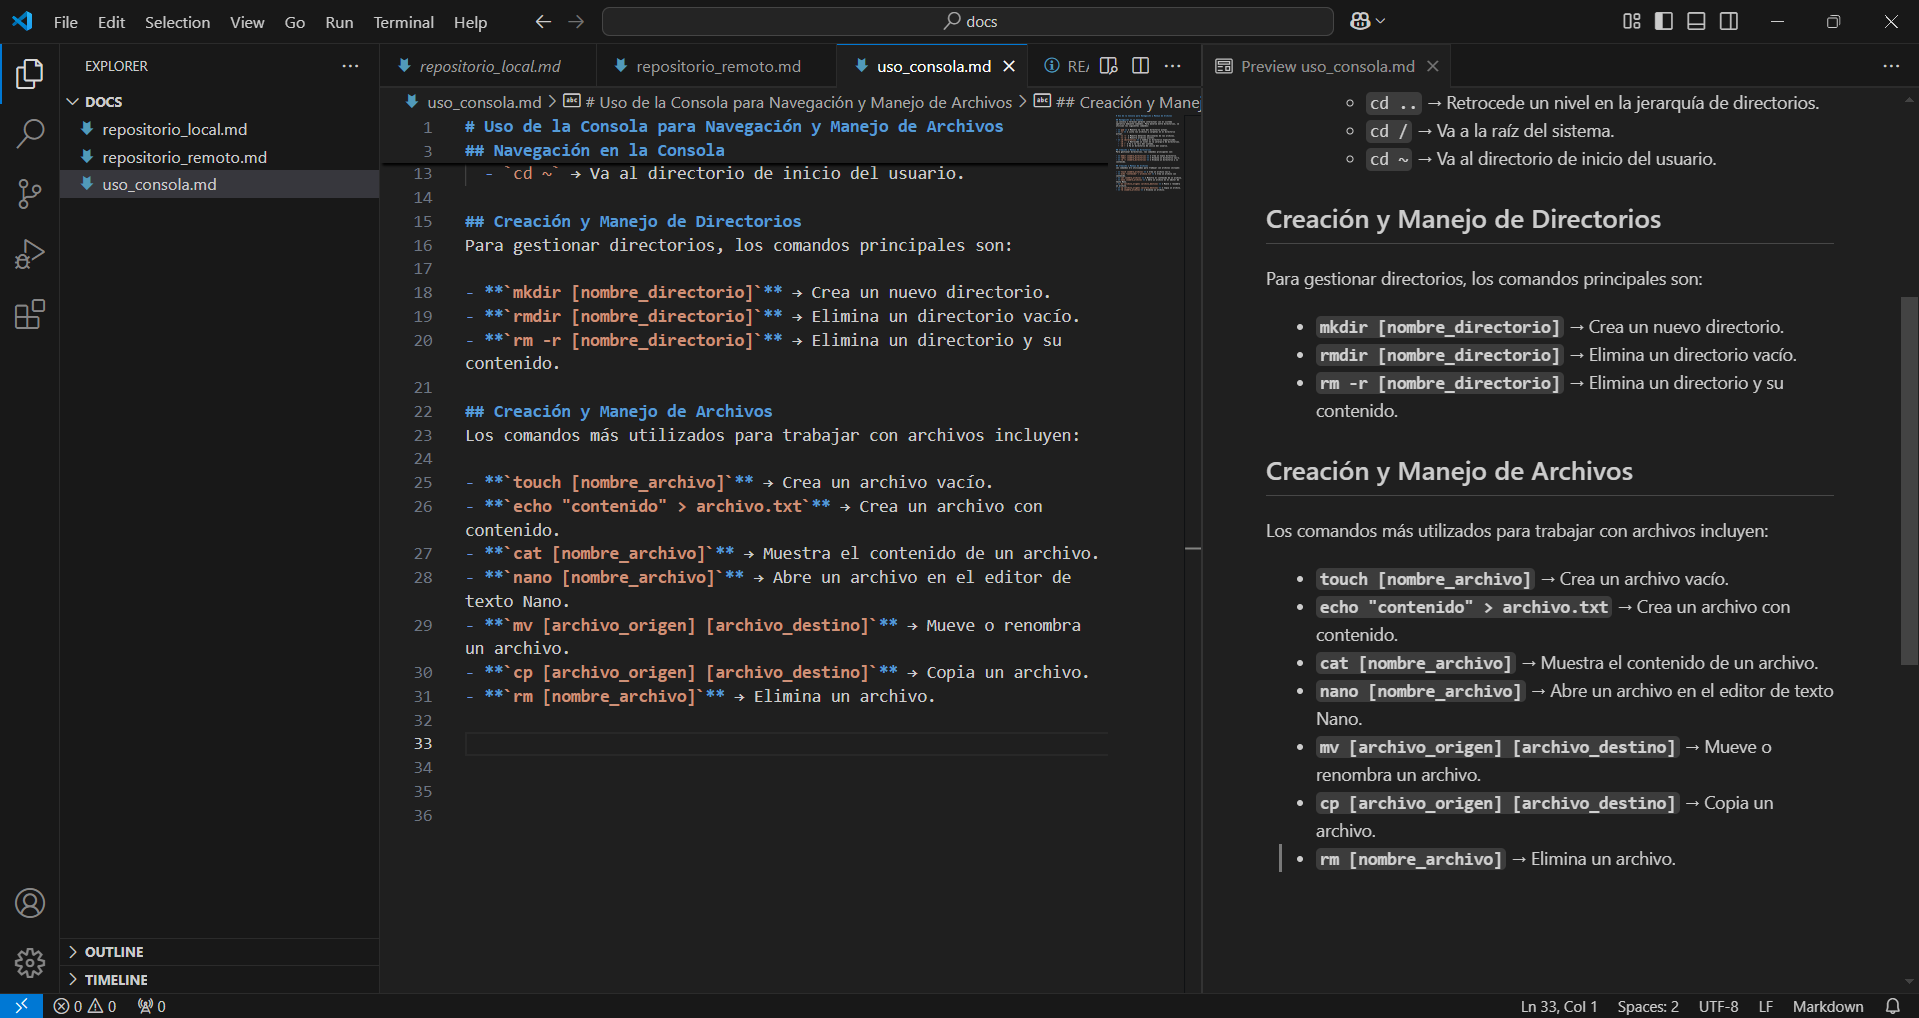 File Edit Selection View Go Run Terminal Help
docs
EXPLORER
DOCS
repositorio_local.md
repositorio_remoto.md
uso_consola.md
OUTLINE
TIMELINE
repositorio_local.md repositorio_remoto.md uso_consola.md REA
uso_consola.md > # Uso de la Consola para Navegación y Manejo de Archivos > ## Creación y Mane
1 # Uso de la Consola para Navegación y Manejo de Archivos
3 ## Navegación en la Consola
13 - `cd ~` → Va al directorio de inicio del usuario.
14
15 ## Creación y Manejo de Directorios
16 Para gestionar directorios, los comandos principales son:
17
18 - **`mkdir [nombre_directorio]`** → Crea un nuevo directorio.
19 - **`rmdir [nombre_directorio]`** → Elimina un directorio vacío.
20 - **`rm -r [nombre_directorio]`** → Elimina un directorio y su
contenido.
21
22 ## Creación y Manejo de Archivos
23 Los comandos más utilizados para trabajar con archivos incluyen:
24
25 - **`touch [nombre_archivo]`** → Crea un archivo vacío.
26 - **`echo "contenido" > archivo.txt`** → Crea un archivo con
contenido.
27 - **`cat [nombre_archivo]`** → Muestra el contenido de un archivo.
28 - **`nano [nombre_archivo]`** → Abre un archivo en el editor de
texto Nano.
29 - **`mv [archivo_origen] [archivo_destino]`** → Mueve o renombra
un archivo.
30 - **`cp [archivo_origen] [archivo_destino]`** → Copia un archivo.
31 - **`rm [nombre_archivo]`** → Elimina un archivo.
32
33
34
35
36
Preview uso_consola.md
cd .. → Retrocede un nivel en la jerarquía de directorios.
cd / → Va a la raíz del sistema.
cd ~ → Va al directorio de inicio del usuario.
Creación y Manejo de Directorios
Para gestionar directorios, los comandos principales son:
mkdir [nombre_directorio] → Crea un nuevo directorio.
rmdir [nombre_directorio] → Elimina un directorio vacío.
rm -r [nombre_directorio] → Elimina un directorio y su
contenido.
Creación y Manejo de Archivos
Los comandos más utilizados para trabajar con archivos incluyen:
touch [nombre_archivo] → Crea un archivo vacío.
echo "contenido" > archivo.txt → Crea un archivo con
contenido.
cat [nombre_archivo] → Muestra el contenido de un archivo.
nano [nombre_archivo] → Abre un archivo en el editor de texto
Nano.
mv [archivo_origen] [archivo_destino] → Mueve o
renombra un archivo.
cp [archivo_origen] [archivo_destino] → Copia un
archivo.
rm [nombre_archivo] → Elimina un archivo.
0 0 0
Ln 33, Col 1 Spaces: 2 UTF-8 LF Markdown